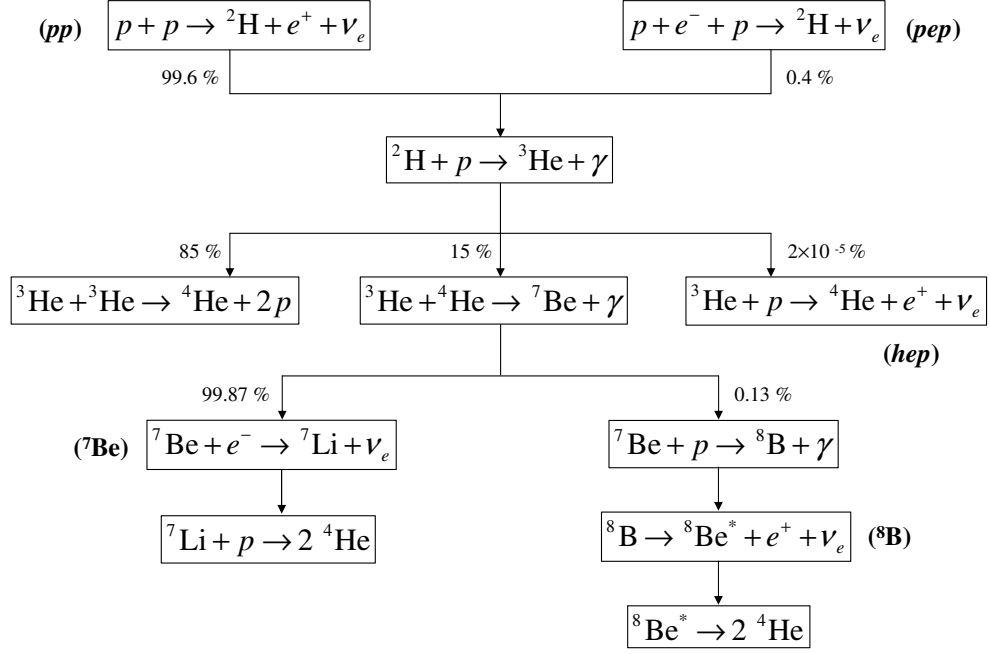 (pp) p + p → ²H + e⁺ + νₑ
p + e⁻ + p → ²H + νₑ (pep)
99.6 %
0.4 %
²H + p → ³He + γ
85 %
15 %
2×10 ⁻⁵ %
³He + ³He → ⁴He + 2p
³He + ⁴He → ⁷Be + γ
³He + p → ⁴He + e⁺ + νₑ
(hep)
99.87 %
0.13 %
(⁷Be) ⁷Be + e⁻ → ⁷Li + νₑ
⁷Be + p → ⁸B + γ
⁷Li + p → 2 ⁴He
⁸B → ⁸Be* + e⁺ + νₑ (⁸B)
⁸Be* → 2 ⁴He